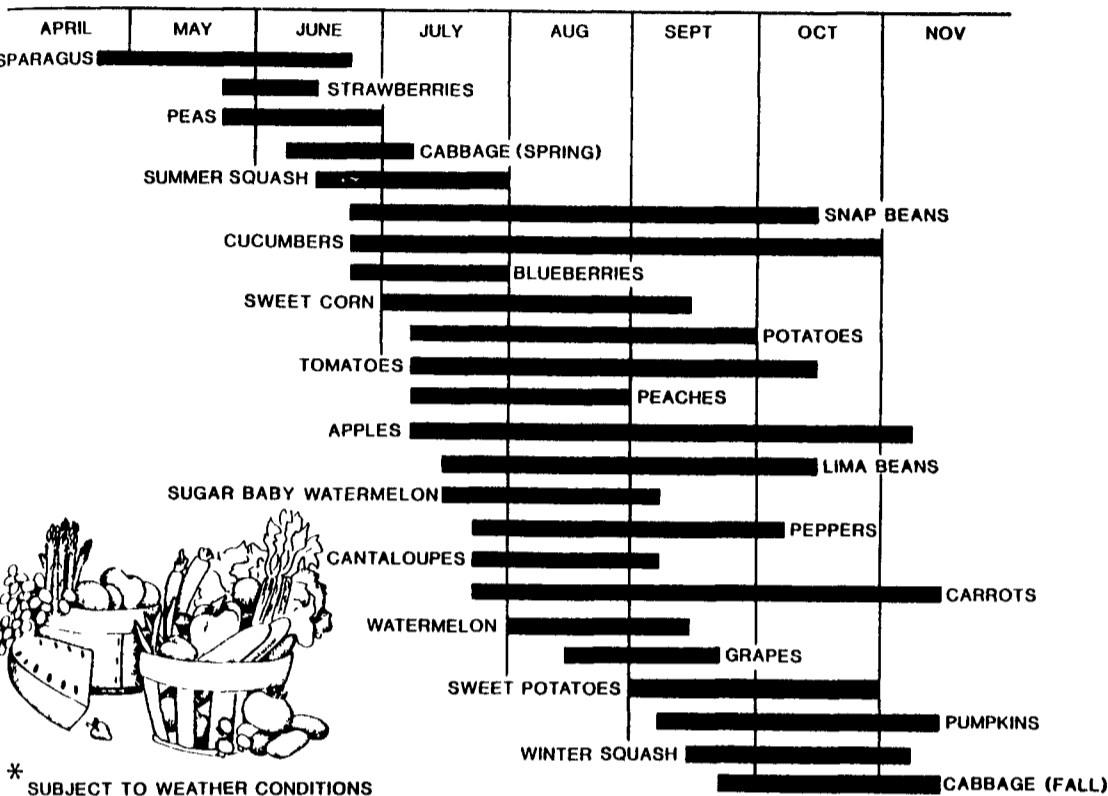 APRIL MAY JUNE JULY AUG SEPT OCT NOV
SPARAGUS
STRAWBERRIES
PEAS
CABBAGE (SPRING)
SUMMER SQUASH
SNAP BEANS
CUCUMBERS
BLUEBERRIES
SWEET CORN
POTATOES
TOMATOES
PEACHES
APPLES
LIMA BEANS
SUGAR BABY WATERMELON
PEPPERS
CANTALOUPES
CARROTS
WATERMELON
GRAPES
SWEET POTATOES
PUMPKINS
WINTER SQUASH
CABBAGE (FALL)
* SUBJECT TO WEATHER CONDITIONS